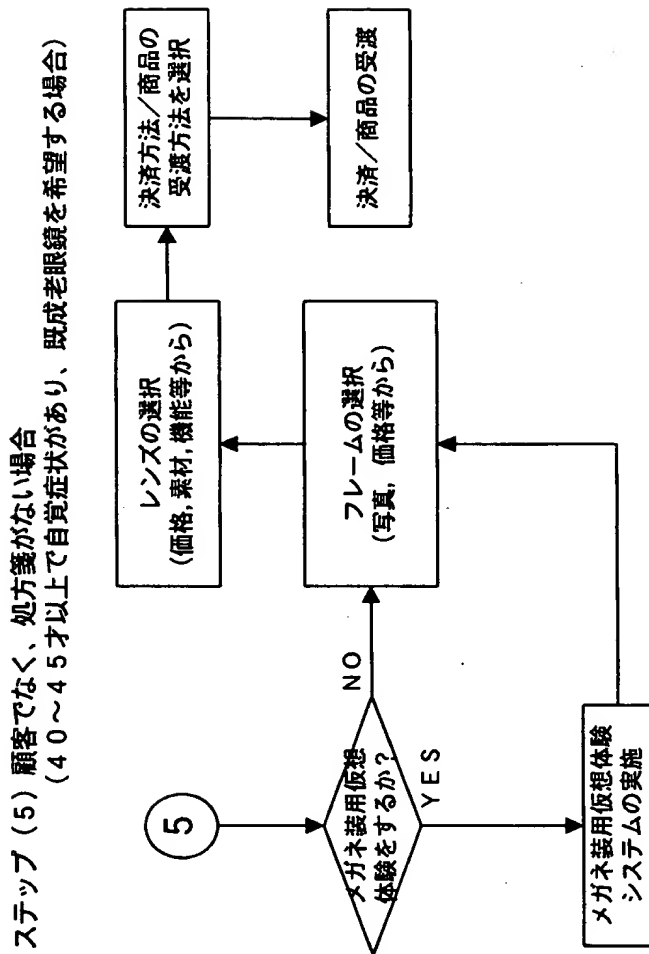 ステップ（5）顧客でなく、処方箋がない場合
（40～45才以上で自覚症状があり、既成老眼鏡を希望する場合）
5
メガネ装用仮想
体験をするか？
NO
YES
メガネ装用仮想体験
システムの実施
フレームの選択
（写真，価格等から）
レンズの選択
（価格，素材，機能等から）
決済方法／商品の
受渡方法を選択
決済／商品の受渡